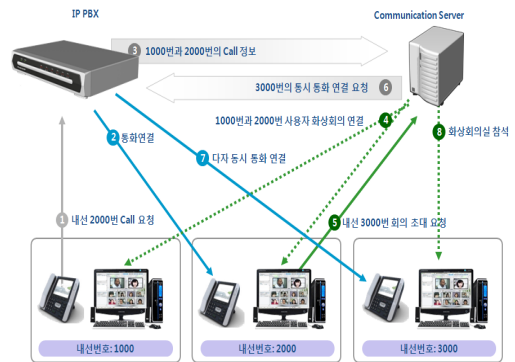 IP PBX
Communication Server
3 1000번과 2000번의 Call 정보
3000번의 동시 통화 연결 요청 6
1000번과 2000번 사용자 화상회의 연결 4
2 통화연결
8 화상회의실 참석
7 다자 동시 통화 연결
1 내선 2000번 Call 요청
5 내선 3000번 회의 초대 요청
내선번호: 1000
내선번호: 2000
내선번호: 3000